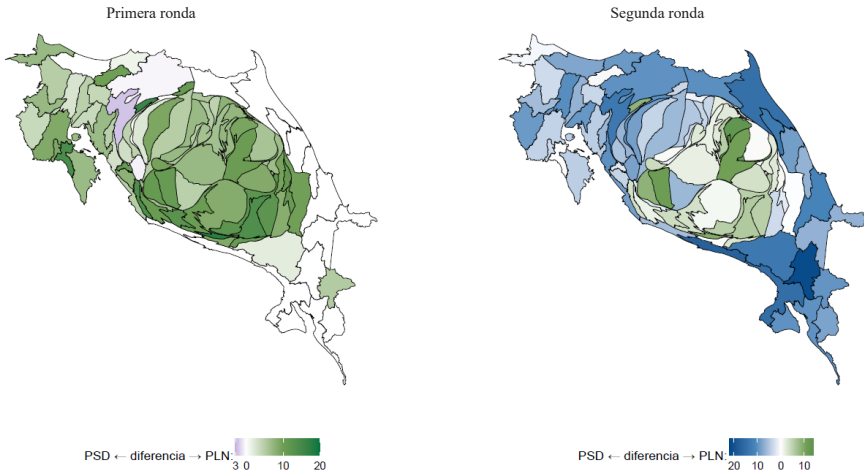 Primera ronda
Segunda ronda
PSD ← diferencia → PLN:
3 0 10 20
PSD ← diferencia → PLN:
20 10 0 10